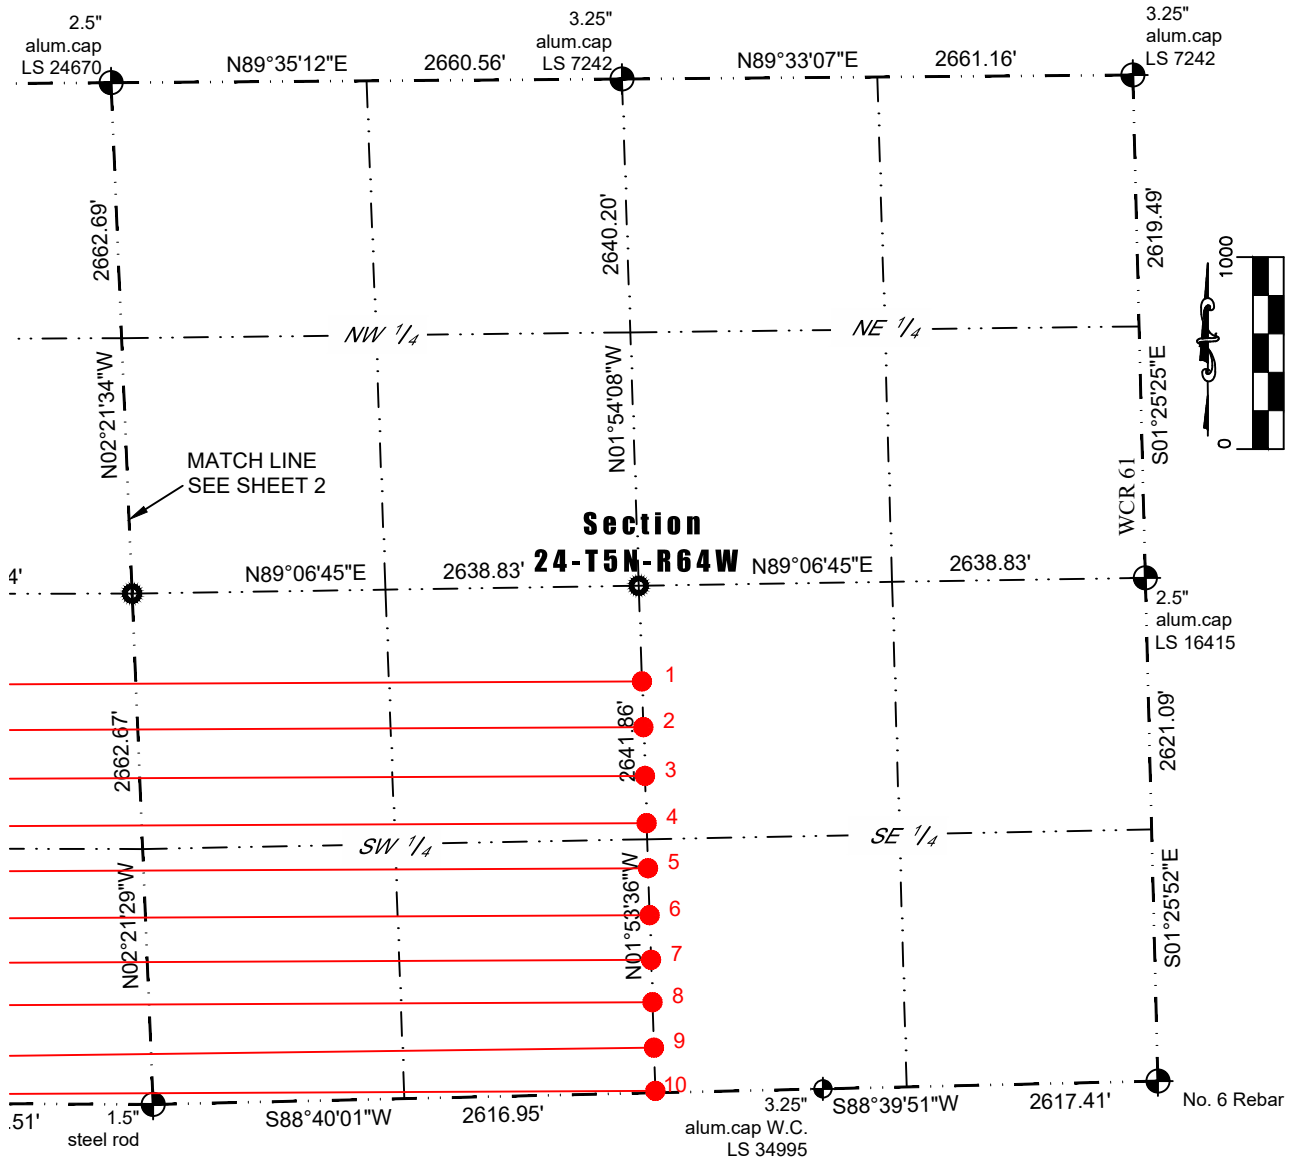 2.5"
alum.cap
LS 24670
N89°35'12"E
2660.56'
3.25"
alum.cap
LS 7242
N89°33'07"E
2661.16'
3.25"
alum.cap
LS 7242
2662.69'
2640.20'
2619.49'
1000
0
NW 1/4
NE 1/4
N02°21'34"W
N01°54'08"W
S01°25'25"E
WCR 61
MATCH LINE
SEE SHEET 2
Section
24-T5N-R64W
4'
N89°06'45"E
2638.83'
N89°06'45"E
2638.83'
2.5"
alum.cap
LS 16415
1
2
3
4
5
6
7
8
9
10
2662.67'
2641.86'
2621.09'
SW 1/4
SE 1/4
N02°21'29"W
N01°53'36"W
S01°25'52"E
.51'
1.5"
steel rod
S88°40'01"W
2616.95'
3.25"
alum.cap W.C.
LS 34995
S88°39'51"W
2617.41'
No. 6 Rebar